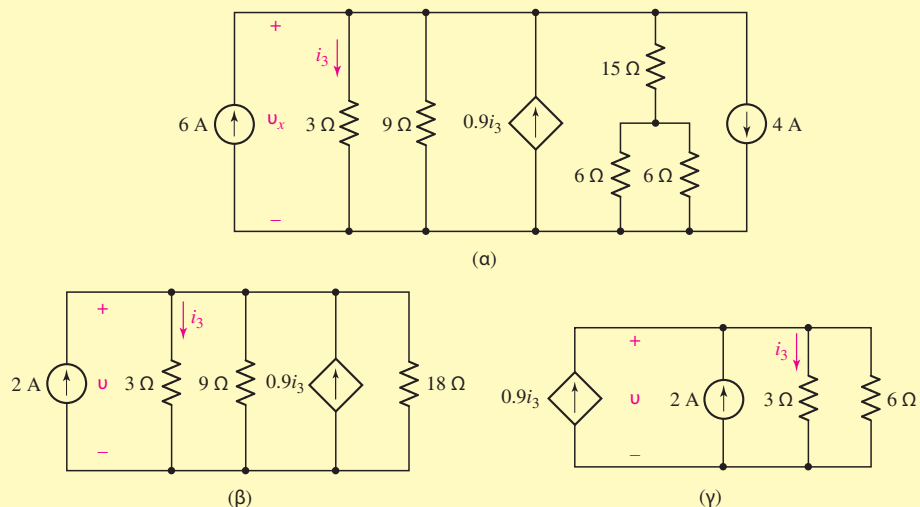 +
i₃
15 Ω
6 A
υₓ
3 Ω
9 Ω
0.9i₃
4 A
6 Ω
6 Ω
−
(α)
+
i₃
2 A
υ
3 Ω
9 Ω
0.9i₃
18 Ω
−
(β)
+
i₃
0.9i₃
υ
2 A
3 Ω
6 Ω
−
(γ)